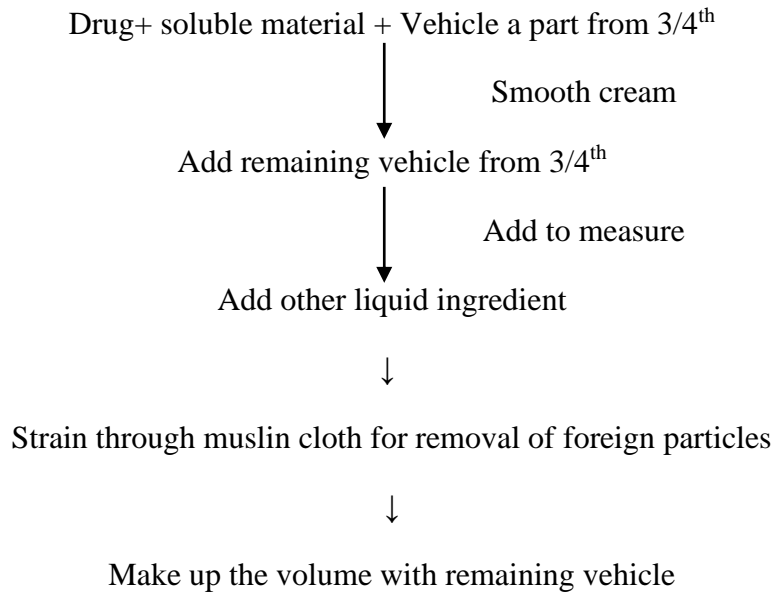 Drug+ soluble material + Vehicle a part from 3/4th
Smooth cream
Add remaining vehicle from 3/4th
Add to measure
Add other liquid ingredient
↓
Strain through muslin cloth for removal of foreign particles
↓
Make up the volume with remaining vehicle